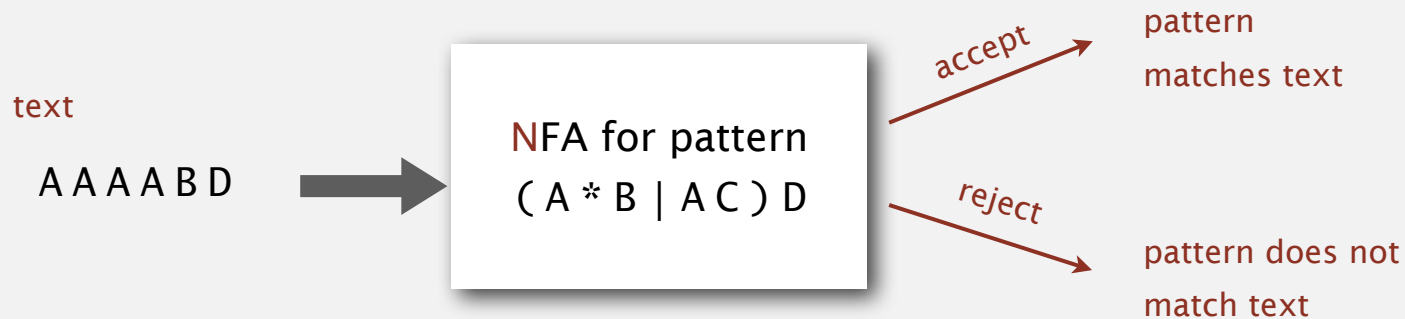 text
A A A A B D
NFA for pattern
( A * B | A C ) D
accept
pattern
matches text
reject
pattern does not
match text